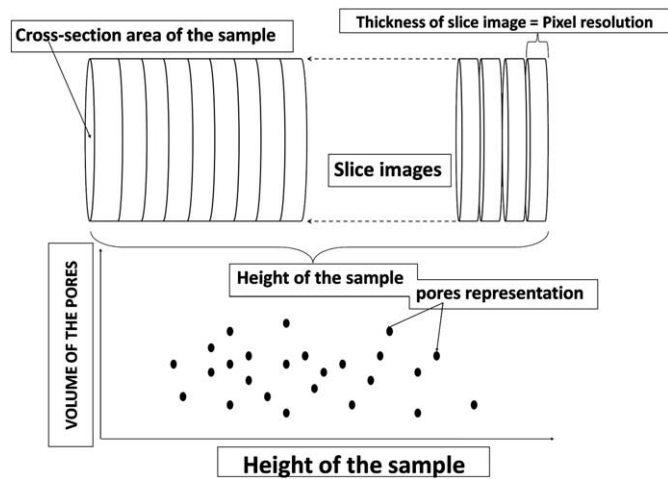 Thickness of slice image = Pixel resolution
Cross-section area of the sample
Slice images
Height of the sample
pores representation
VOLUME OF THE PORES
Height of the sample